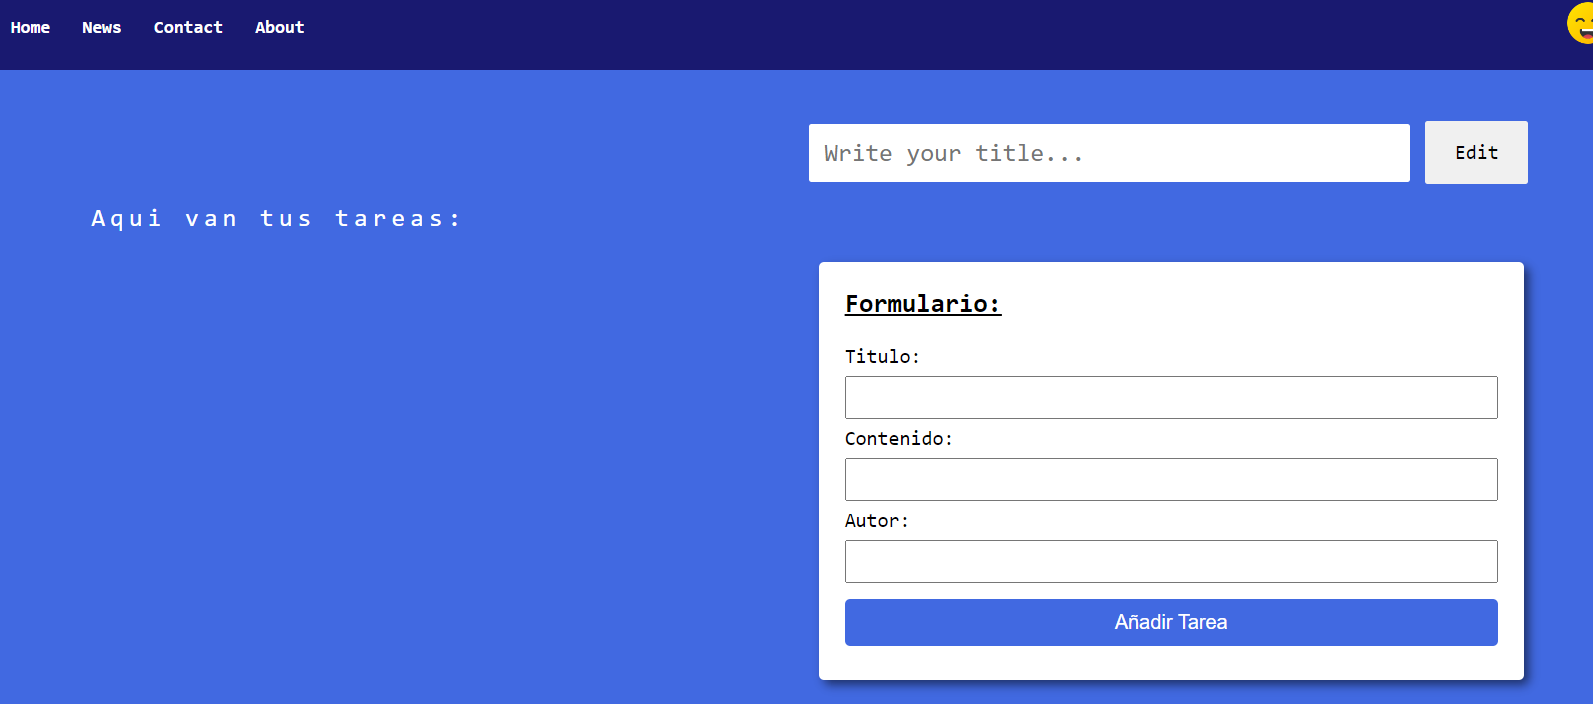 Home News Contact About
Write your title... Edit
Aqui van tus tareas:
Formulario:
Titulo:
Contenido:
Autor:
Añadir Tarea